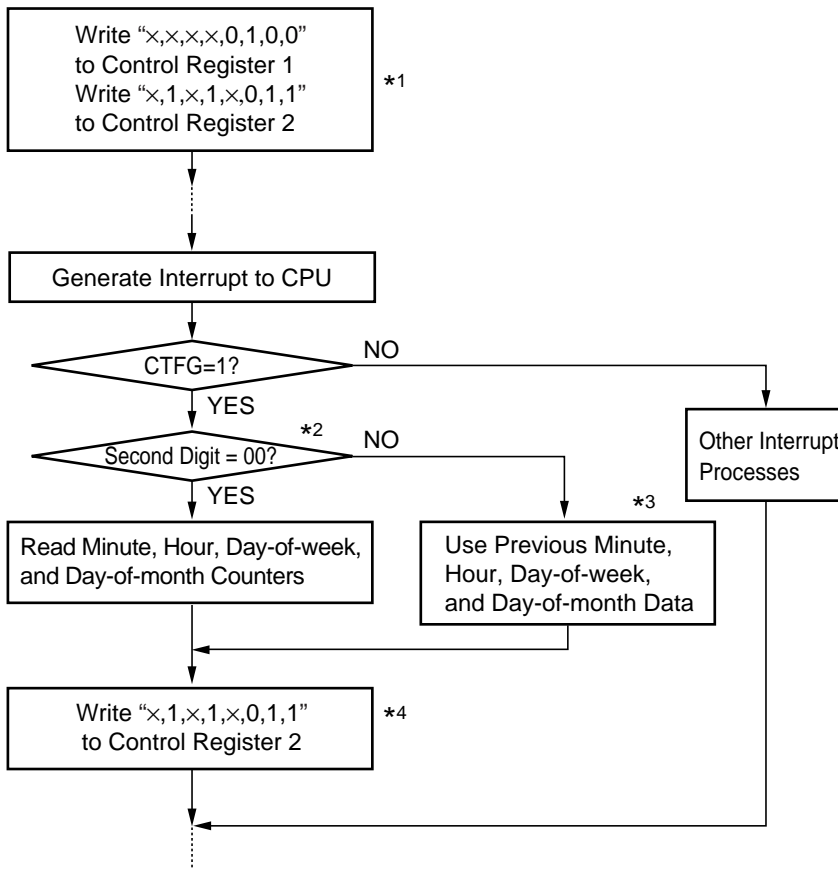 Write “×,×,×,×,0,1,0,0”
to Control Register 1
Write “×,1,×,1,×,0,1,1”
to Control Register 2
*1
Generate Interrupt to CPU
CTFG=1?
NO
YES
*2
Second Digit = 00?
NO
YES
Other Interrupt
Processes
*3
Read Minute, Hour, Day-of-week,
and Day-of-month Counters
Use Previous Minute,
Hour, Day-of-week,
and Day-of-month Data
Write “×,1,×,1,×,0,1,1”
to Control Register 2
*4